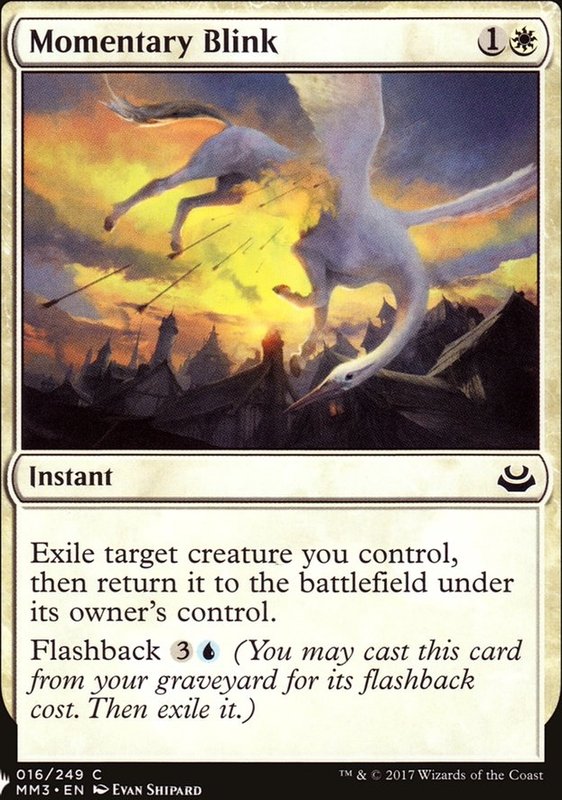 Momentary Blink 1
Instant
Exile target creature you control,
then return it to the battlefield under
its owner's control.
Flashback 3 (You may cast this card
from your graveyard for its flashback
cost. Then exile it.)
016/249 C
MM3 • EN Evan Shipard
™ & © 2017 Wizards of the Coast